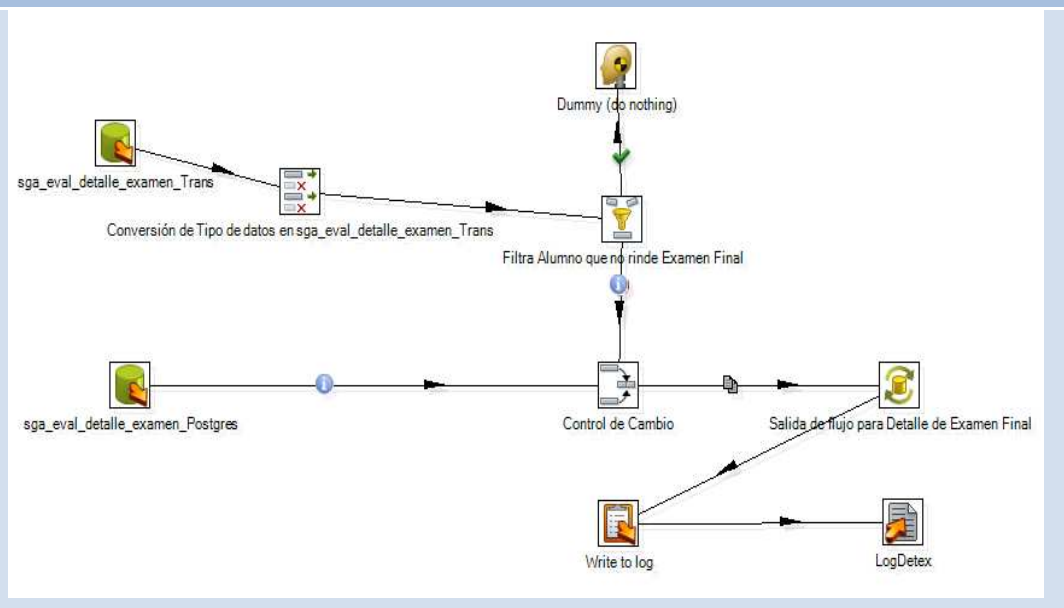 Dummy (do nothing)
sga_eval_detalle_examen_Trans
Conversión de Tipo de datos en sga_eval_detalle_examen_Trans
Filtra Alumno que no rinde Examen Final
sga_eval_detalle_examen_Postgres
Control de Cambio
Salida de flujo para Detalle de Examen Final
Write to log
LogDetex